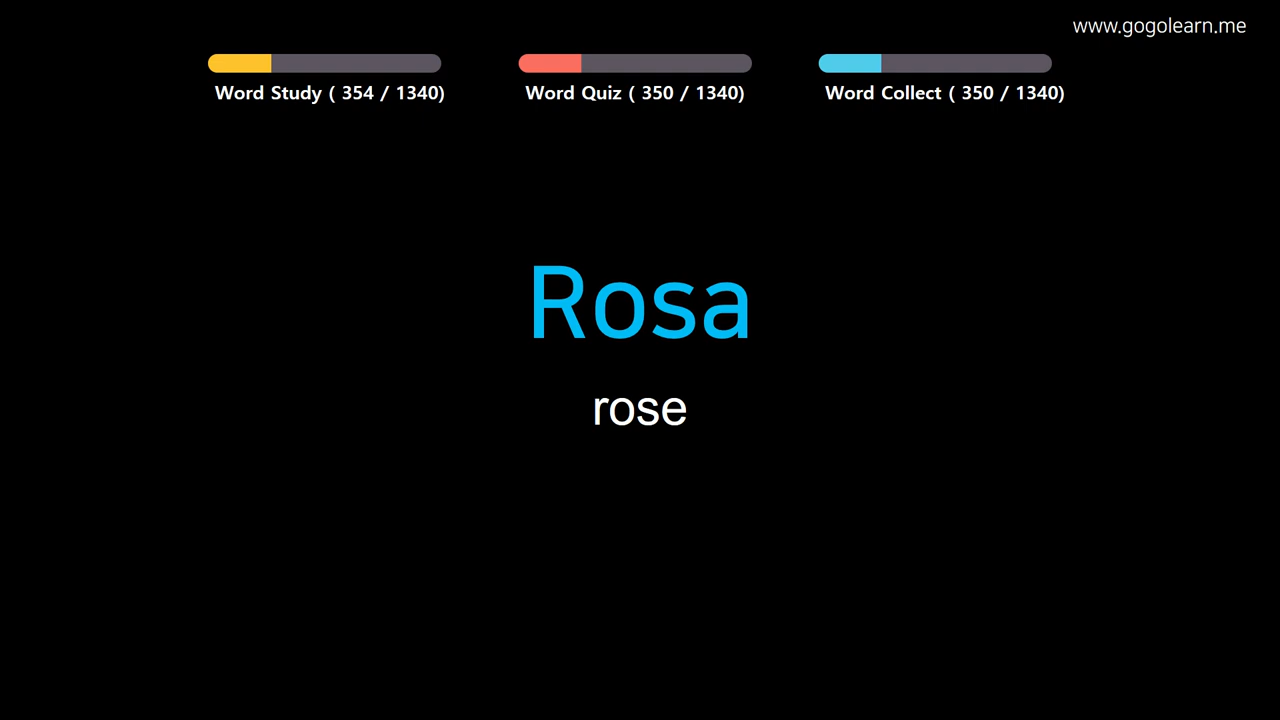 www.gogolearn.me
Word Study ( 354 / 1340)
Word Quiz ( 350 / 1340)
Word Collect ( 350 / 1340)
Rosa
rose